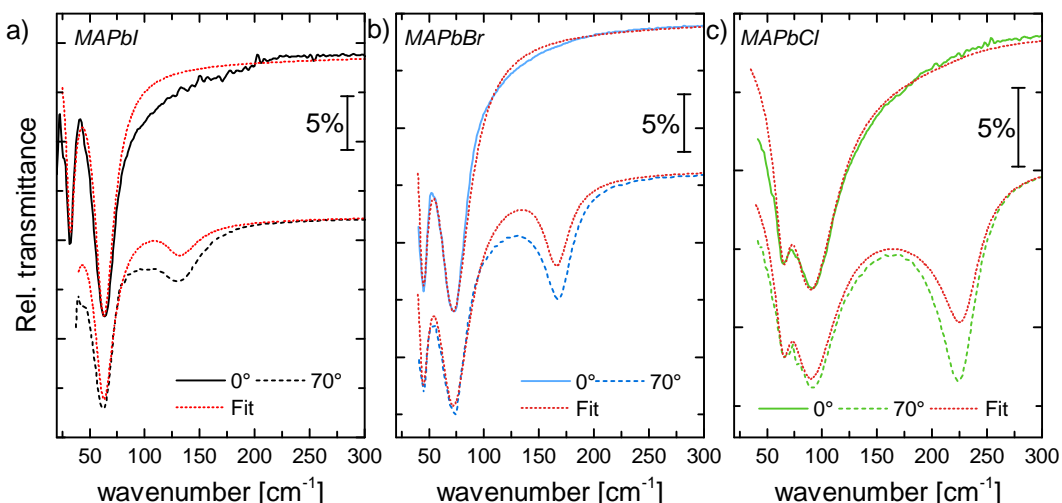 a) MAPbI
b) MAPbBr
c) MAPbCl
5%
5%
5%
Rel. transmittance
0° 70°
Fit
0° 70°
Fit
0° 70° Fit
50 100 150 200 250 300
50 100 150 200 250 300
50 100 150 200 250 300
wavenumber [cm⁻¹]
wavenumber [cm⁻¹]
wavenumber [cm⁻¹]